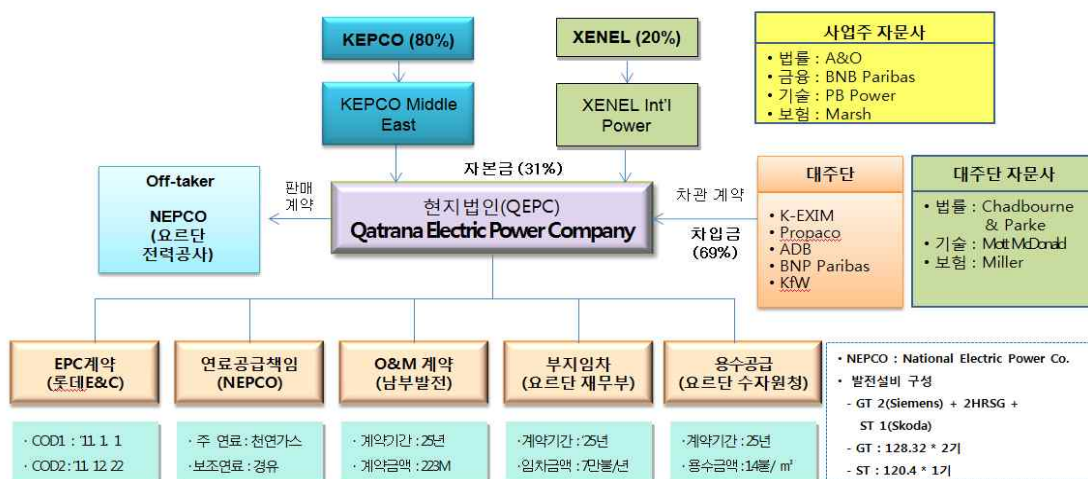 KEPCO (80%)
XENEL (20%)
사업주 자문사
• 법률 : A&O
• 금융 : BNB Paribas
• 기술 : PB Power
• 보험 : Marsh
KEPCO Middle
East
XENEL Int'l
Power
자본금 (31%)
Off-taker
NEPCO
(요르단
전력공사)
판매
계약
현지법인(QEPC)
Qatrana Electric Power Company
차관 계약
차입금
(69%)
대주단
• K-EXIM
• Propaco
• ADB
• BNP Paribas
• KfW
대주단 자문사
• 법률 : Chadbourne
& Parke
• 기술 : Mott McDonald
• 보험 : Miller
EPC계약
(롯데E&C)
연료공급책임
(NEPCO)
O&M 계약
(남부발전)
부지임차
(요르단 재무부)
용수공급
(요르단 수자원청)
· COD1 : '11. 1. 1
· COD2 : '11. 12. 22
· 주 연료 : 천연가스
· 보조연료 : 경유
· 계약기간 : 25년
· 계약금액 : 223M
· 계약기간 : '25년
· 임차금액 : 7만불/년
· 계약기간 : 25년
· 용수금액 : 1.4불/㎥
• NEPCO : National Electric Power Co.
• 발전설비 구성
- GT 2(Siemens) + 2HRSG +
ST 1(Skoda)
- GT : 128.32 * 2기
- ST : 120.4 * 1기